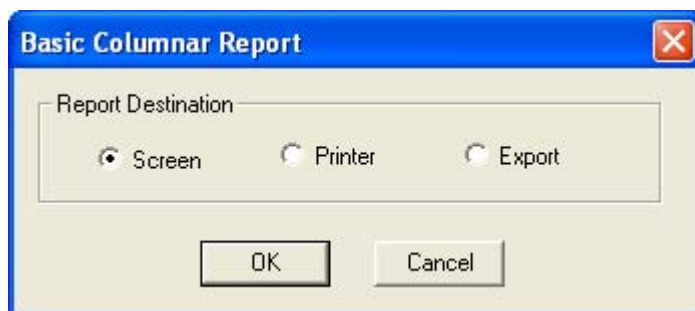 Basic Columnar Report
Report Destination
Screen Printer Export
OK Cancel